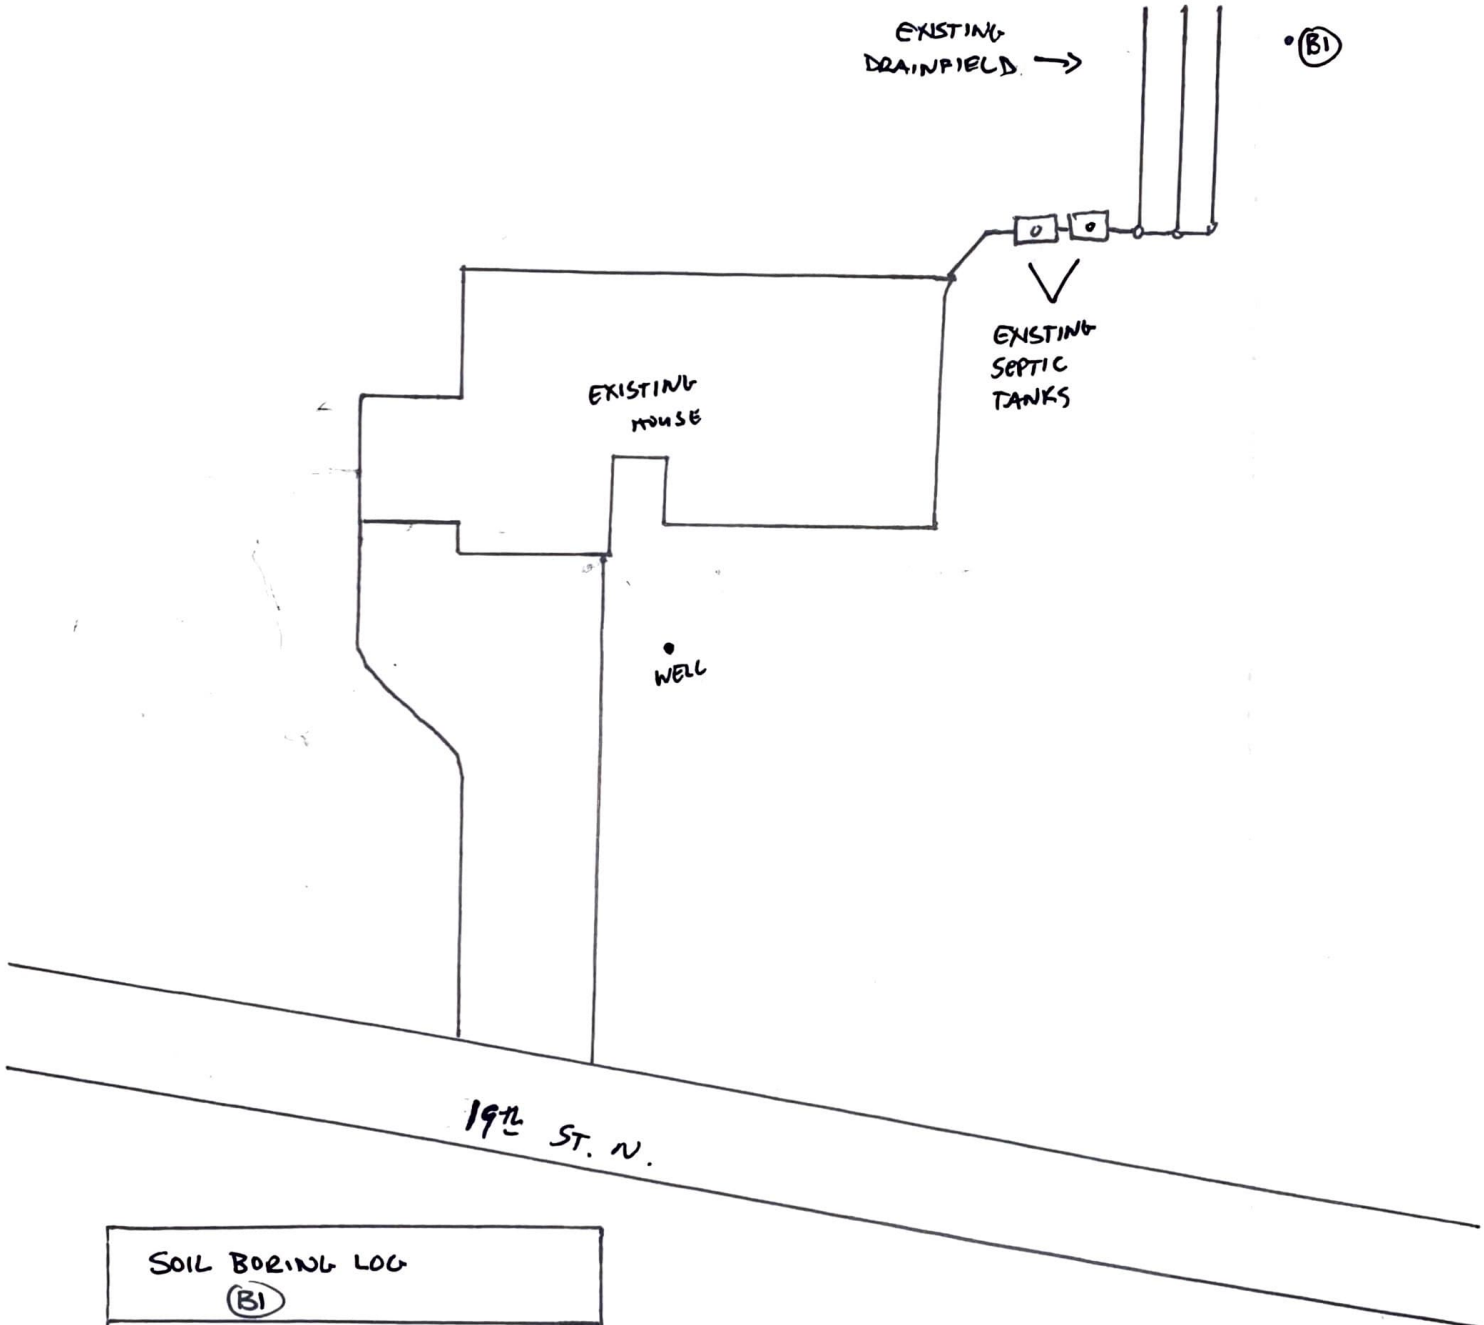 EXISTING
DRAINFIELD →
B1
EXISTING
SEPTIC
TANKS
EXISTING
HOUSE
WELL
19th ST. N.
SOIL BORING LOG
B1